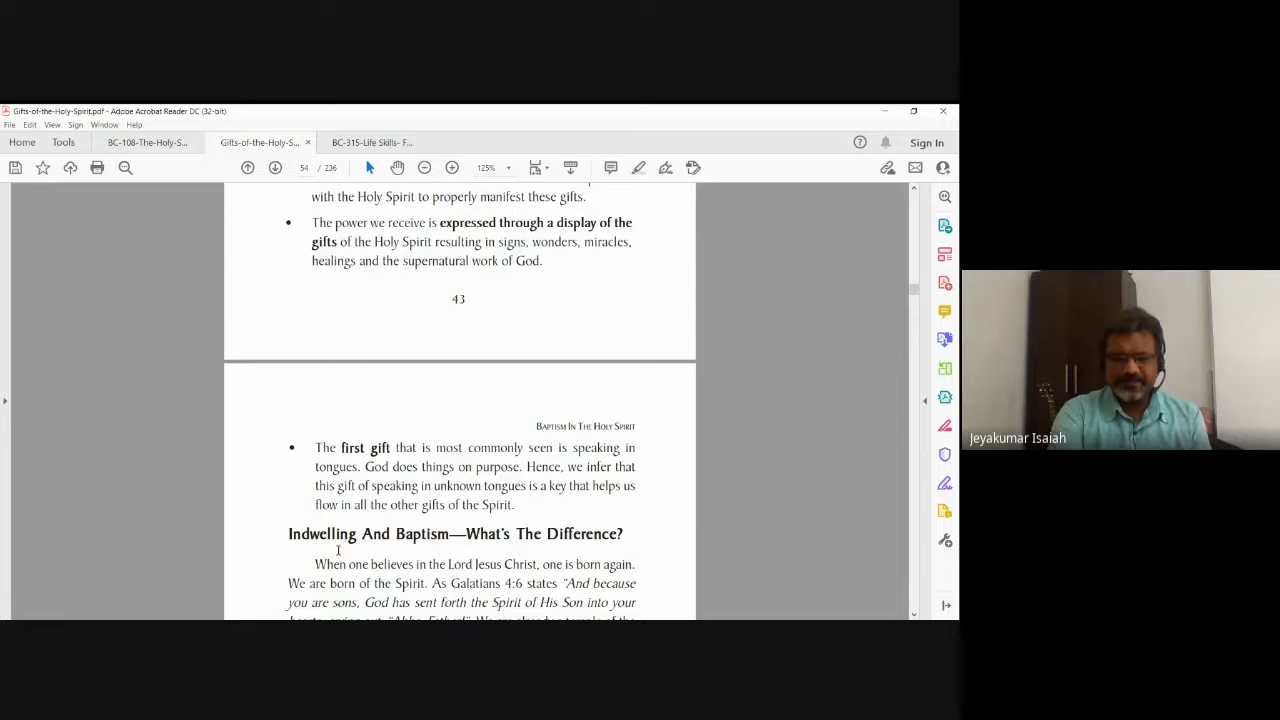 Gifts-of-the-Holy-Spirit.pdf - Adobe Acrobat Reader DC (32-bit)
File Edit View Sign Window Help
Home Tools BC-108-The-Holy-S... Gifts-of-the-Holy-S... × BC-315-Life Skills- F... Sign In
54 / 236 125%
with the Holy Spirit to properly manifest these gifts.
• The power we receive is expressed through a display of the
gifts of the Holy Spirit resulting in signs, wonders, miracles,
healings and the supernatural work of God.
43
Baptism In The Holy Spirit
• The first gift that is most commonly seen is speaking in
tongues. God does things on purpose. Hence, we infer that
this gift of speaking in unknown tongues is a key that helps us
flow in all the other gifts of the Spirit.
Indwelling And Baptism—What's The Difference?
When one believes in the Lord Jesus Christ, one is born again.
We are born of the Spirit. As Galatians 4:6 states "And because
you are sons, God has sent forth the Spirit of His Son into your
Jeyakumar Isaiah